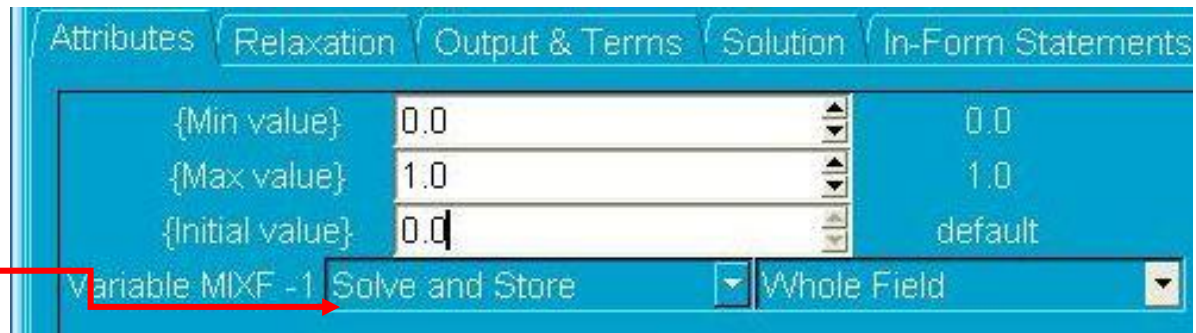 Attributes Relaxation Output & Terms Solution In-Form Statements
{Min value} 0.0 0.0
{Max value} 1.0 1.0
{Initial value} 0.0 default
Variable MIXF -1 Solve and Store Whole Field